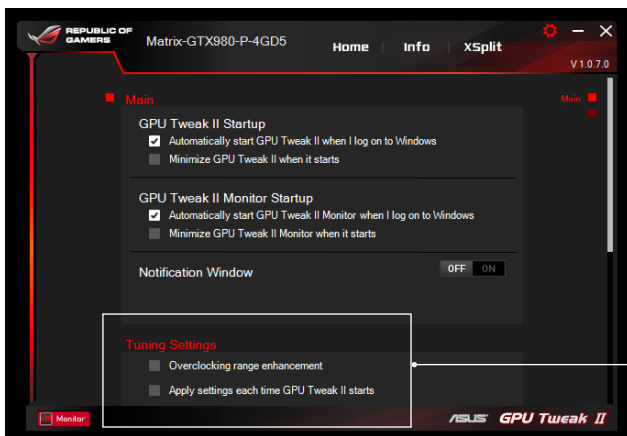 REPUBLIC OF
GAMERS
Matrix-GTX980-P-4GD5
Home Info XSplit
V 1.0.7.0
Main
Main
GPU Tweak II Startup
Automatically start GPU Tweak II when I log on to Windows
Minimize GPU Tweak II when it starts
GPU Tweak II Monitor Startup
Automatically start GPU Tweak II Monitor when I log on to Windows
Minimize GPU Tweak II Monitor when it starts
Notification Window OFF ON
Tuning Settings
Overclocking range enhancement
Apply settings each time GPU Tweak II starts
Monitor
ASUS GPU Tweak II